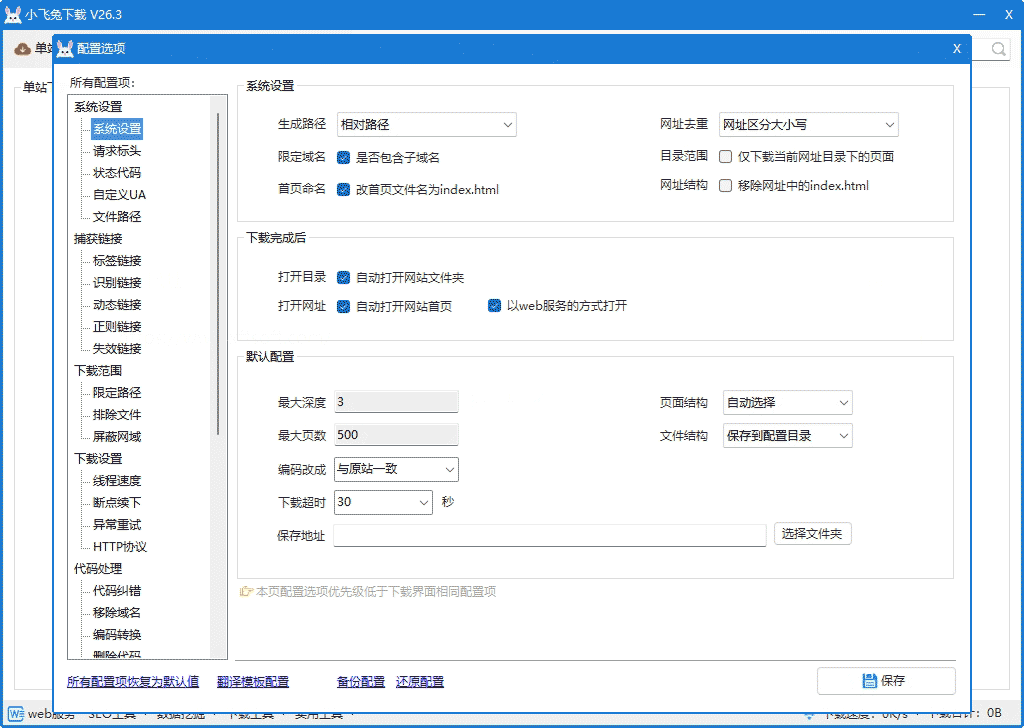 小飞兔下载 V26.3
配置选项
所有配置项:
系统设置
系统设置
请求标头
状态代码
自定义UA
文件路径
捕获链接
标签链接
识别链接
动态链接
正则链接
失效链接
下载范围
限定路径
排除文件
屏蔽网域
下载设置
线程速度
断点续下
异常重试
HTTP协议
代码处理
代码纠错
移除域名
编码转换
删除代码
系统设置
生成路径 相对路径 网址去重 网址区分大小写
限定域名 是否包含子域名 目录范围 仅下载当前网址目录下的页面
首页命名 改首页文件名为index.html 网址结构 移除网址中的index.html
下载完成后
打开目录 自动打开网站文件夹
打开网址 自动打开网站首页 以web服务的方式打开
默认配置
最大深度 3 页面结构 自动选择
最大页数 500 文件结构 保存到配置目录
编码改成 与原站一致
下载超时 30 秒
保存地址 选择文件夹
本页配置选项优先级低于下载界面相同配置项
所有配置项恢复为默认值 翻译模板配置 备份配置 还原配置 保存
web服务 SEO工具 数据挖掘 下载工具 实用工具 下载速度: 0K/s 下载合计: 0B